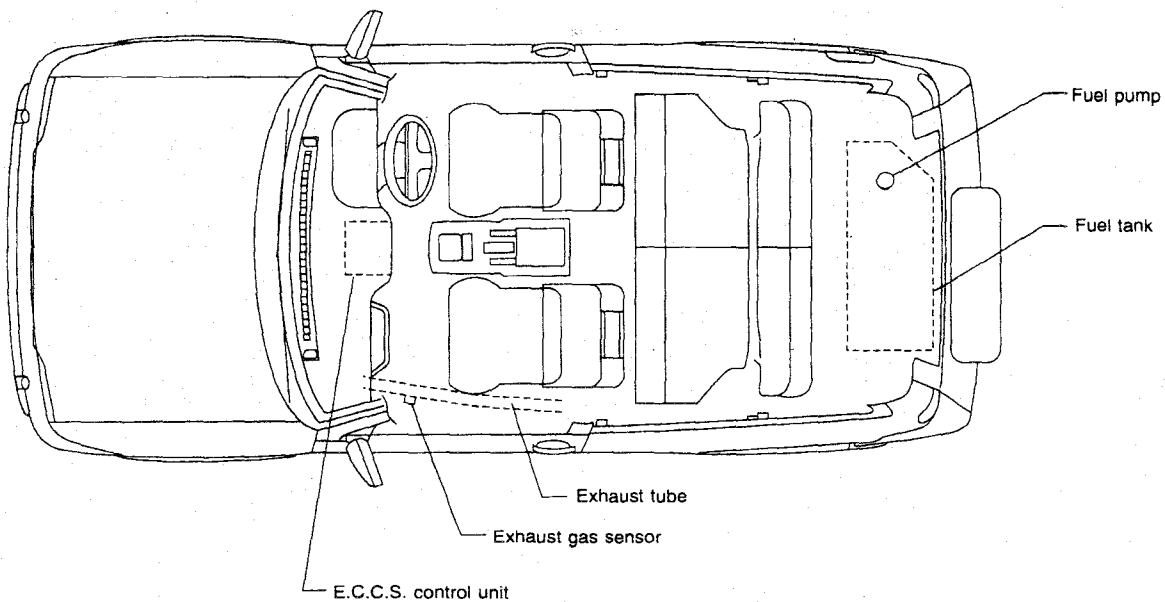 Fuel pump
Fuel tank
Exhaust tube
Exhaust gas sensor
E.C.C.S. control unit